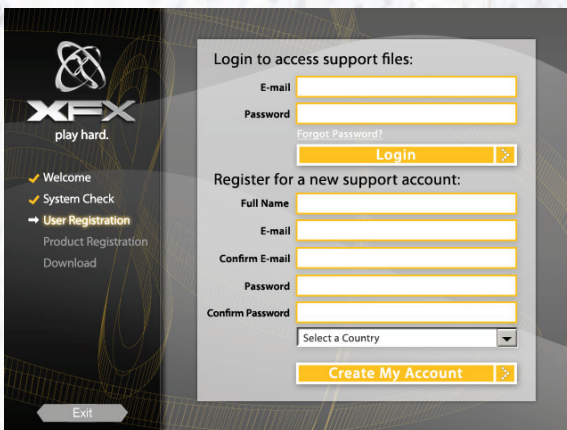 XFX
play hard.
Welcome
System Check
User Registration
Product Registration
Download
Exit
Login to access support files:
E-mail
Password
Forgot Password?
Login
Register for a new support account:
Full Name
E-mail
Confirm E-mail
Password
Confirm Password
Select a Country
Create My Account